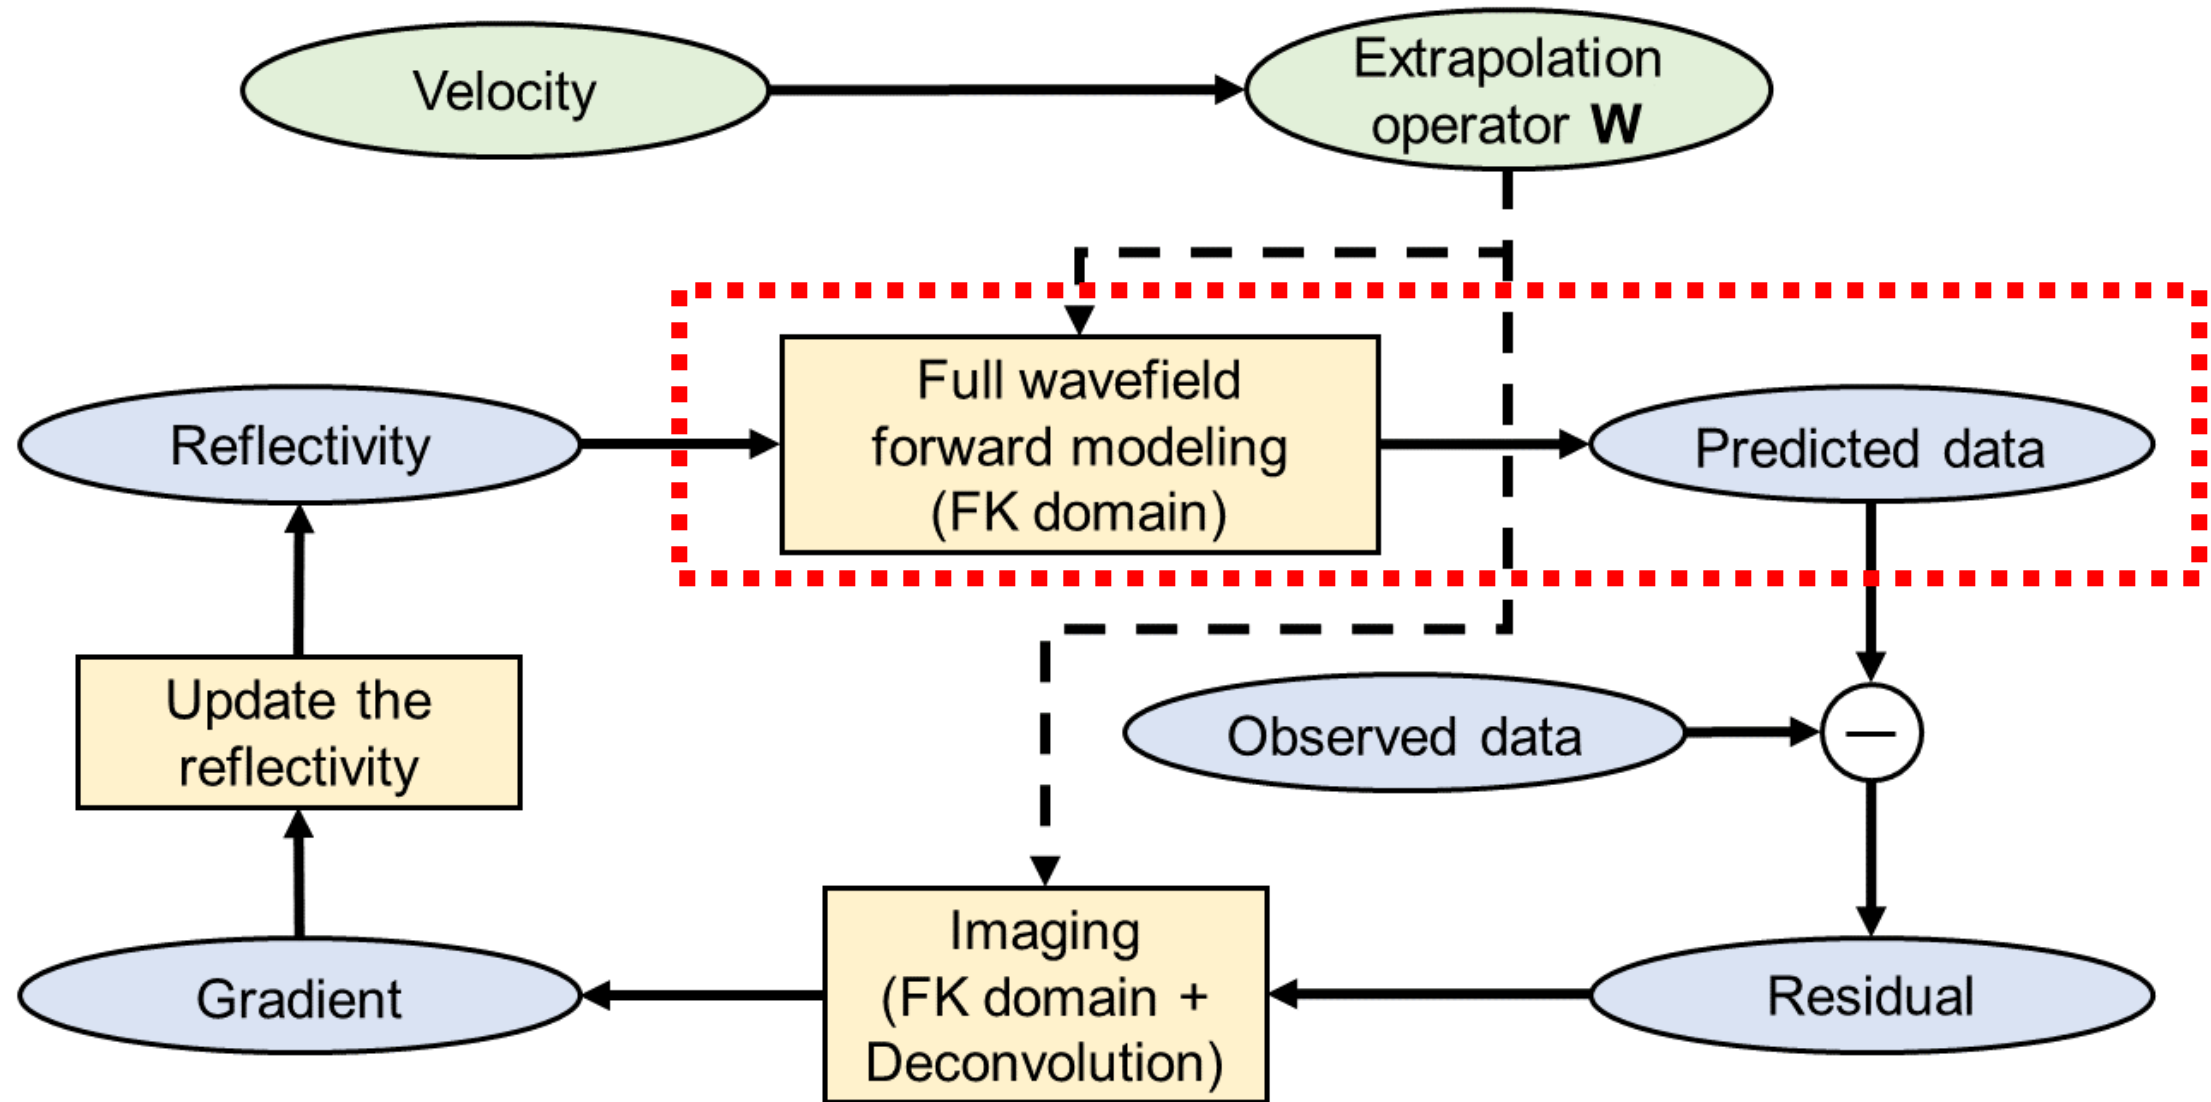 Velocity
Extrapolation
operator W
Full wavefield
forward modeling
(FK domain)
Reflectivity
Predicted data
Update the
reflectivity
Observed data
—
Imaging
(FK domain +
Deconvolution)
Gradient
Residual